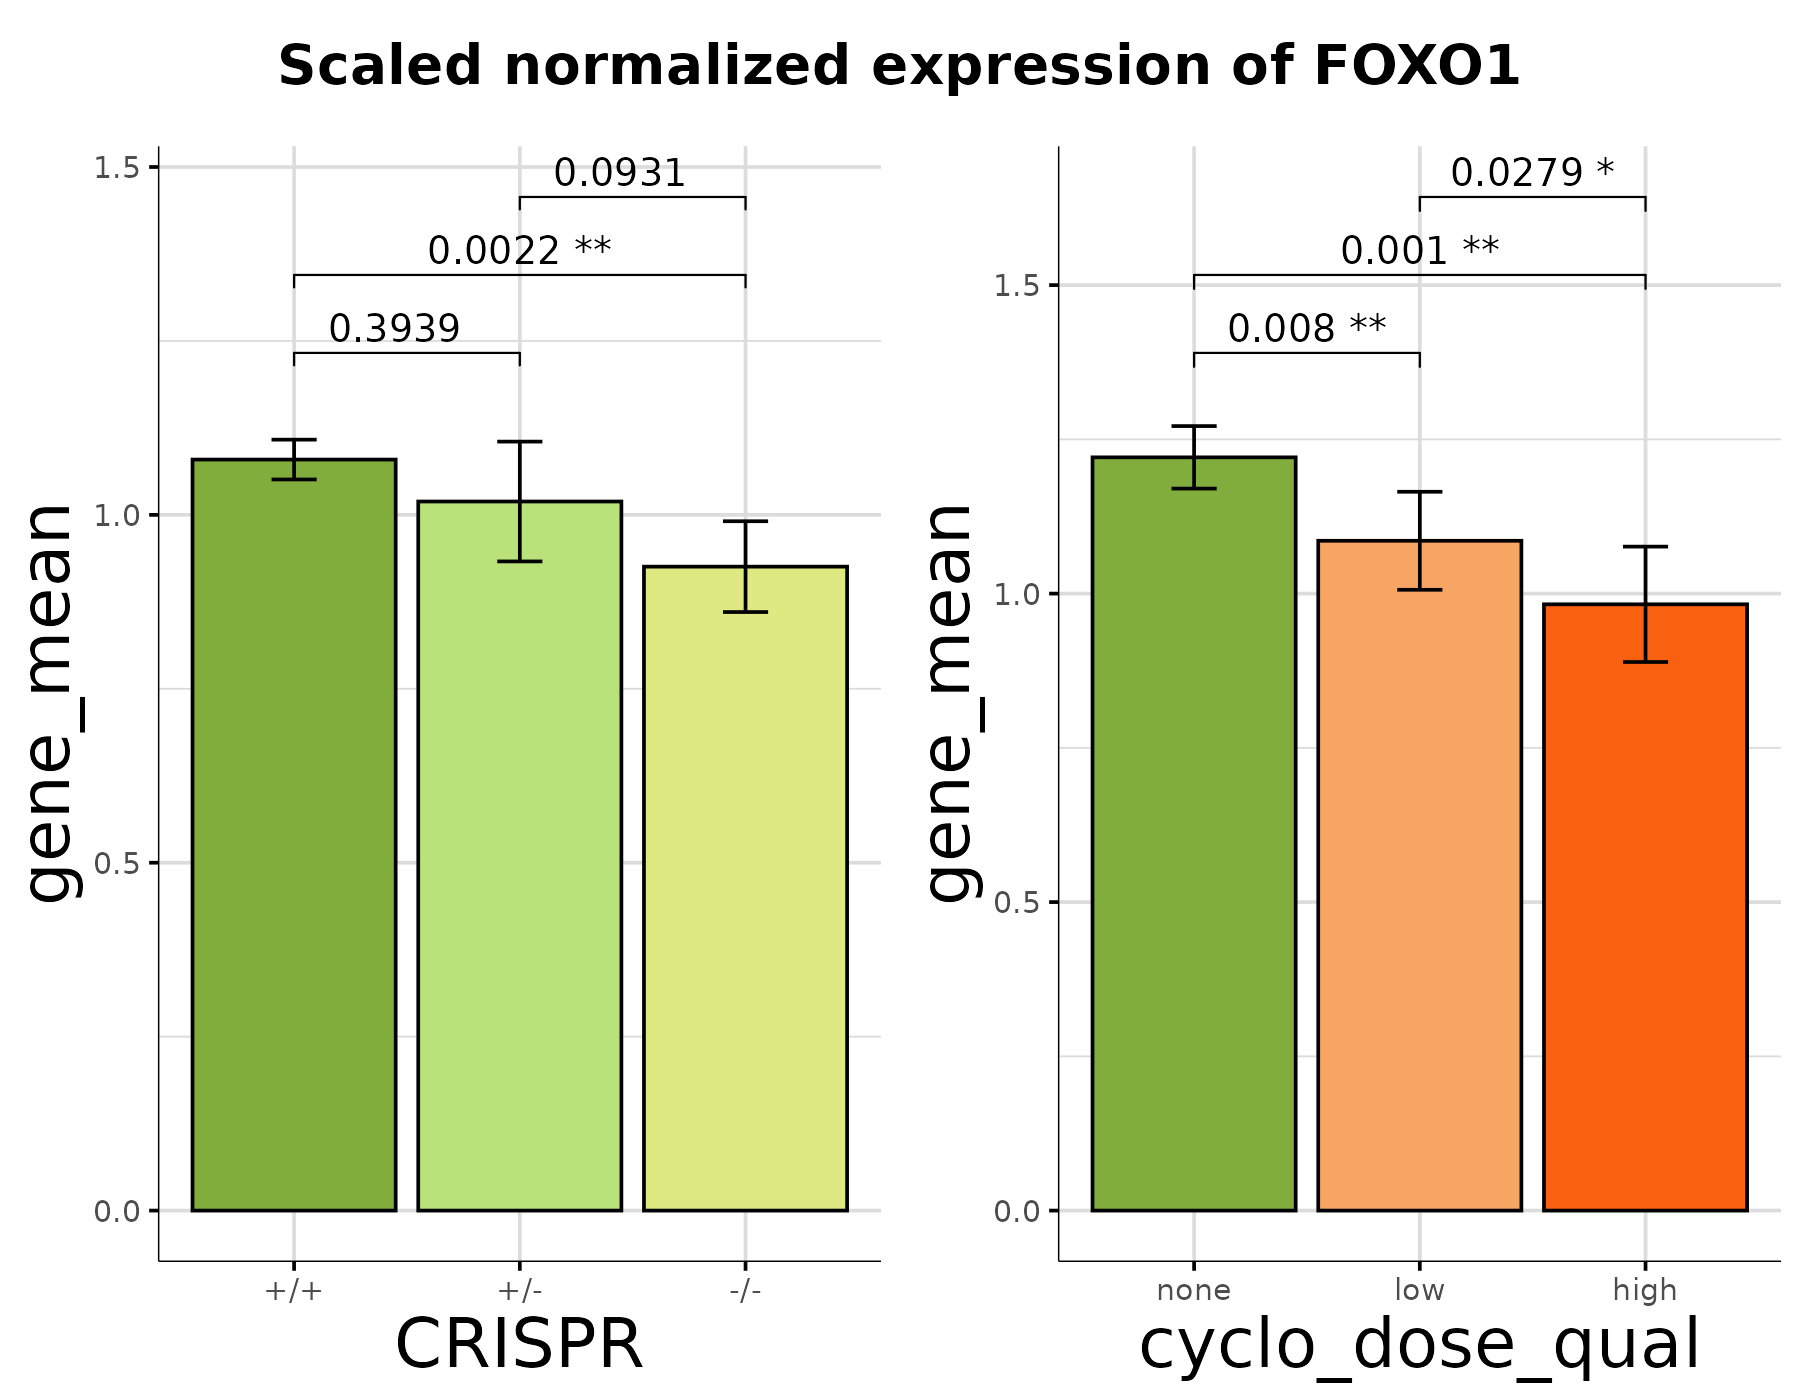 Scaled normalized expression of FOXO1
gene_mean
1.5
1.0
0.5
0.0
0.0931
0.0022 **
0.3939
+/+
+/-
-/-
CRISPR
gene_mean
1.5
1.0
0.5
0.0
0.0279 *
0.001 **
0.008 **
none
low
high
cyclo_dose_qual